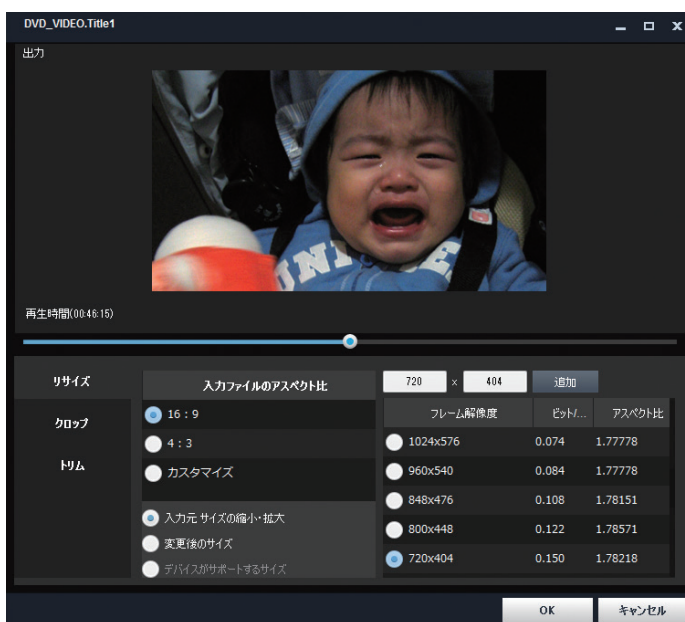 DVD_VIDEO.Title1
出力
UNI
再生時間(00:46:15)
リサイズ
クロップ
トリム
入力ファイルのアスペクト比
16：9
4：3
カスタマイズ
入力元 サイズの縮小・拡大
変更後のサイズ
デバイスがサポートするサイズ
720 x 404 追加
フレーム解像度 ビット/... アスペクト比
1024x576 0.074 1.77778
960x540 0.084 1.77778
848x476 0.108 1.78151
800x448 0.122 1.78571
720x404 0.150 1.78218
OK キャンセル